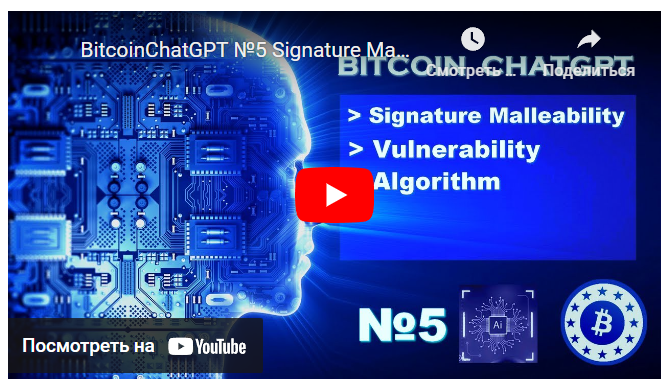 BitcoinChatGPT №5 Signature Ma...
Смотреть ...
Поделиться
BITCOIN CHATGPT
> Signature Malleability
> Vulnerability
Algorithm
№5
Ai
Посмотреть на YouTube